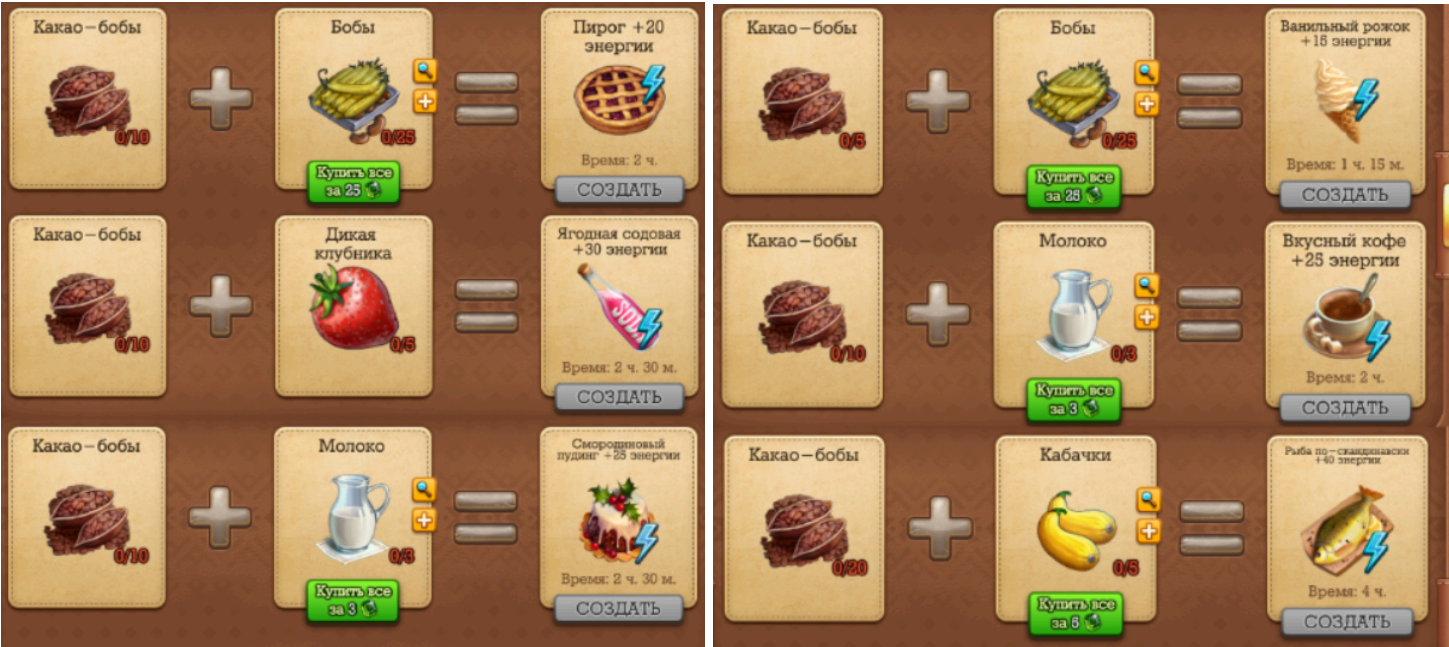 Какао-бобы
0/10
Бобы
0/25
Купить все
за 25
Пирог +20
энергии
Время: 2 ч.
СОЗДАТЬ
Какао-бобы
0/10
Дикая
клубника
0/5
Ягодная содовая
+30 энергии
SODA
Время: 2 ч. 30 м.
СОЗДАТЬ
Какао-бобы
0/10
Молоко
0/3
Купить все
за 3
Смородиновый
пудинг +25 энергии
Время: 2 ч. 30 м.
СОЗДАТЬ
Какао-бобы
0/5
Бобы
0/25
Купить все
за 25
Ванильный рожок
+15 энергии
Время: 1 ч. 15 м.
СОЗДАТЬ
Какао-бобы
0/10
Молоко
0/3
Купить все
за 3
Вкусный кофе
+25 энергии
Время: 2 ч.
СОЗДАТЬ
Какао-бобы
0/20
Кабачки
0/5
Купить все
за 5
Рыба по-скандинавски
+40 энергии
Время: 4 ч.
СОЗДАТЬ